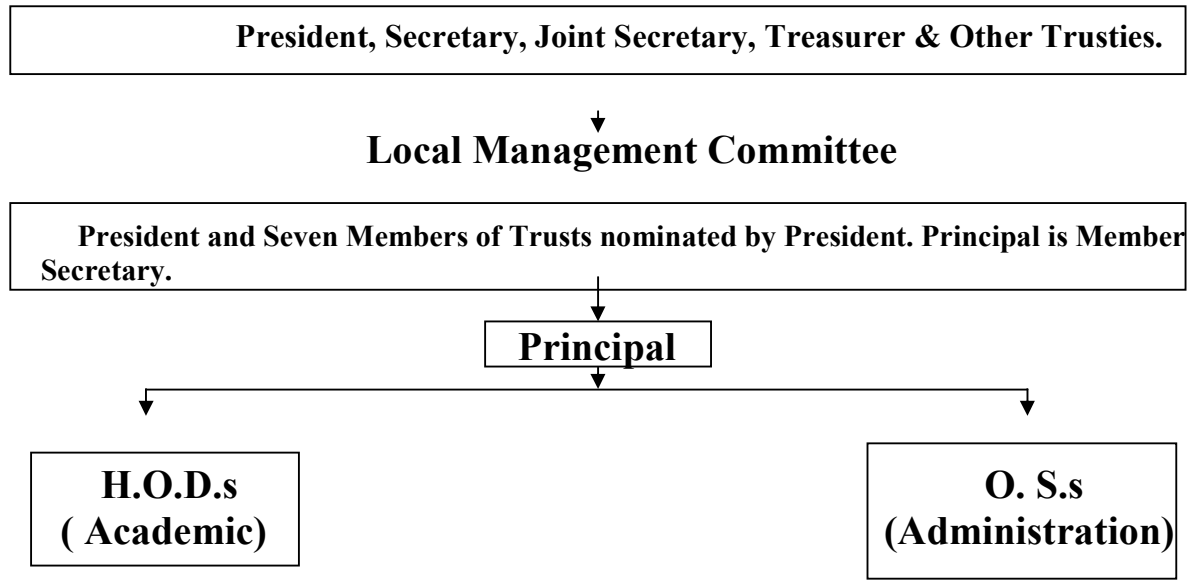 President, Secretary, Joint Secretary, Treasurer & Other Trusties.
Local Management Committee
President and Seven Members of Trusts nominated by President. Principal is Member
Secretary.
Principal
H.O.D.s
( Academic)
O. S.s
(Administration)